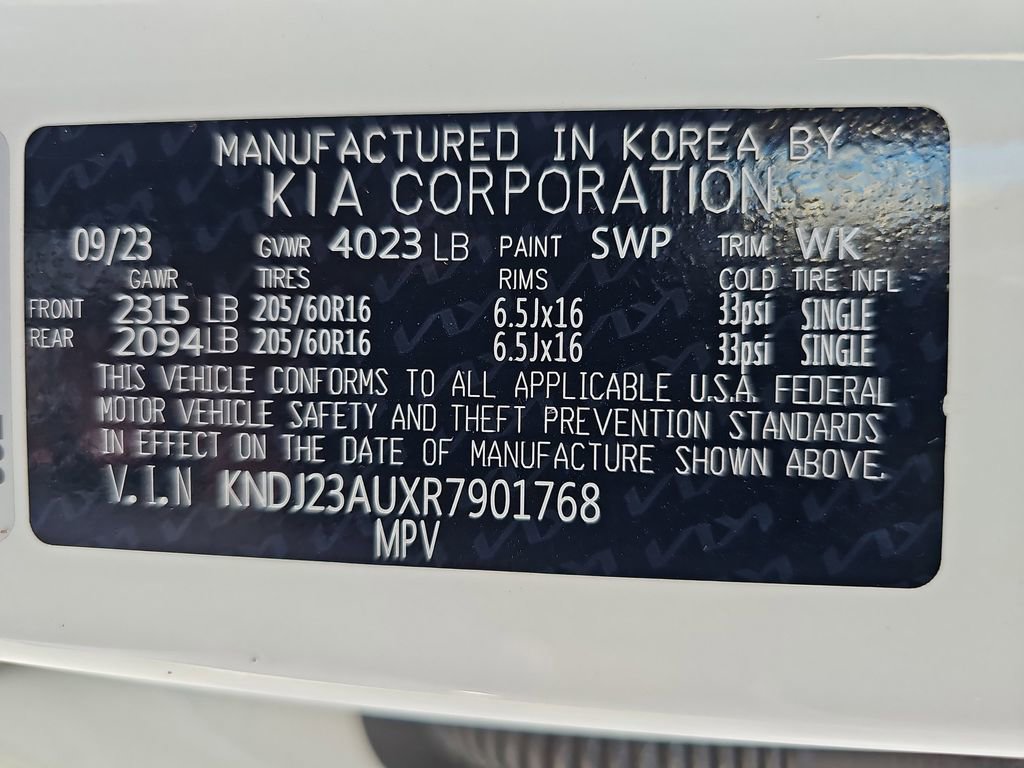 MANUFACTURED IN KOREA BY
KIA CORPORATION
09/23 GVWR 4023 LB PAINT SWP TRIM WK
GAWR TIRES RIMS COLD TIRE INFL
FRONT 2315 LB 205/60R16 6.5Jx16 33psi SINGLE
REAR 2094LB 205/60R16 6.5Jx16 33psi SINGLE
THIS VEHICLE CONFORMS TO ALL APPLICABLE U.S.A. FEDERAL
MOTOR VEHICLE SAFETY AND THEFT PREVENTION STANDARDS
IN EFFECT ON THE DATE OF MANUFACTURE SHOWN ABOVE.
V.I.N KNDJ23AUXR7901768
MPV